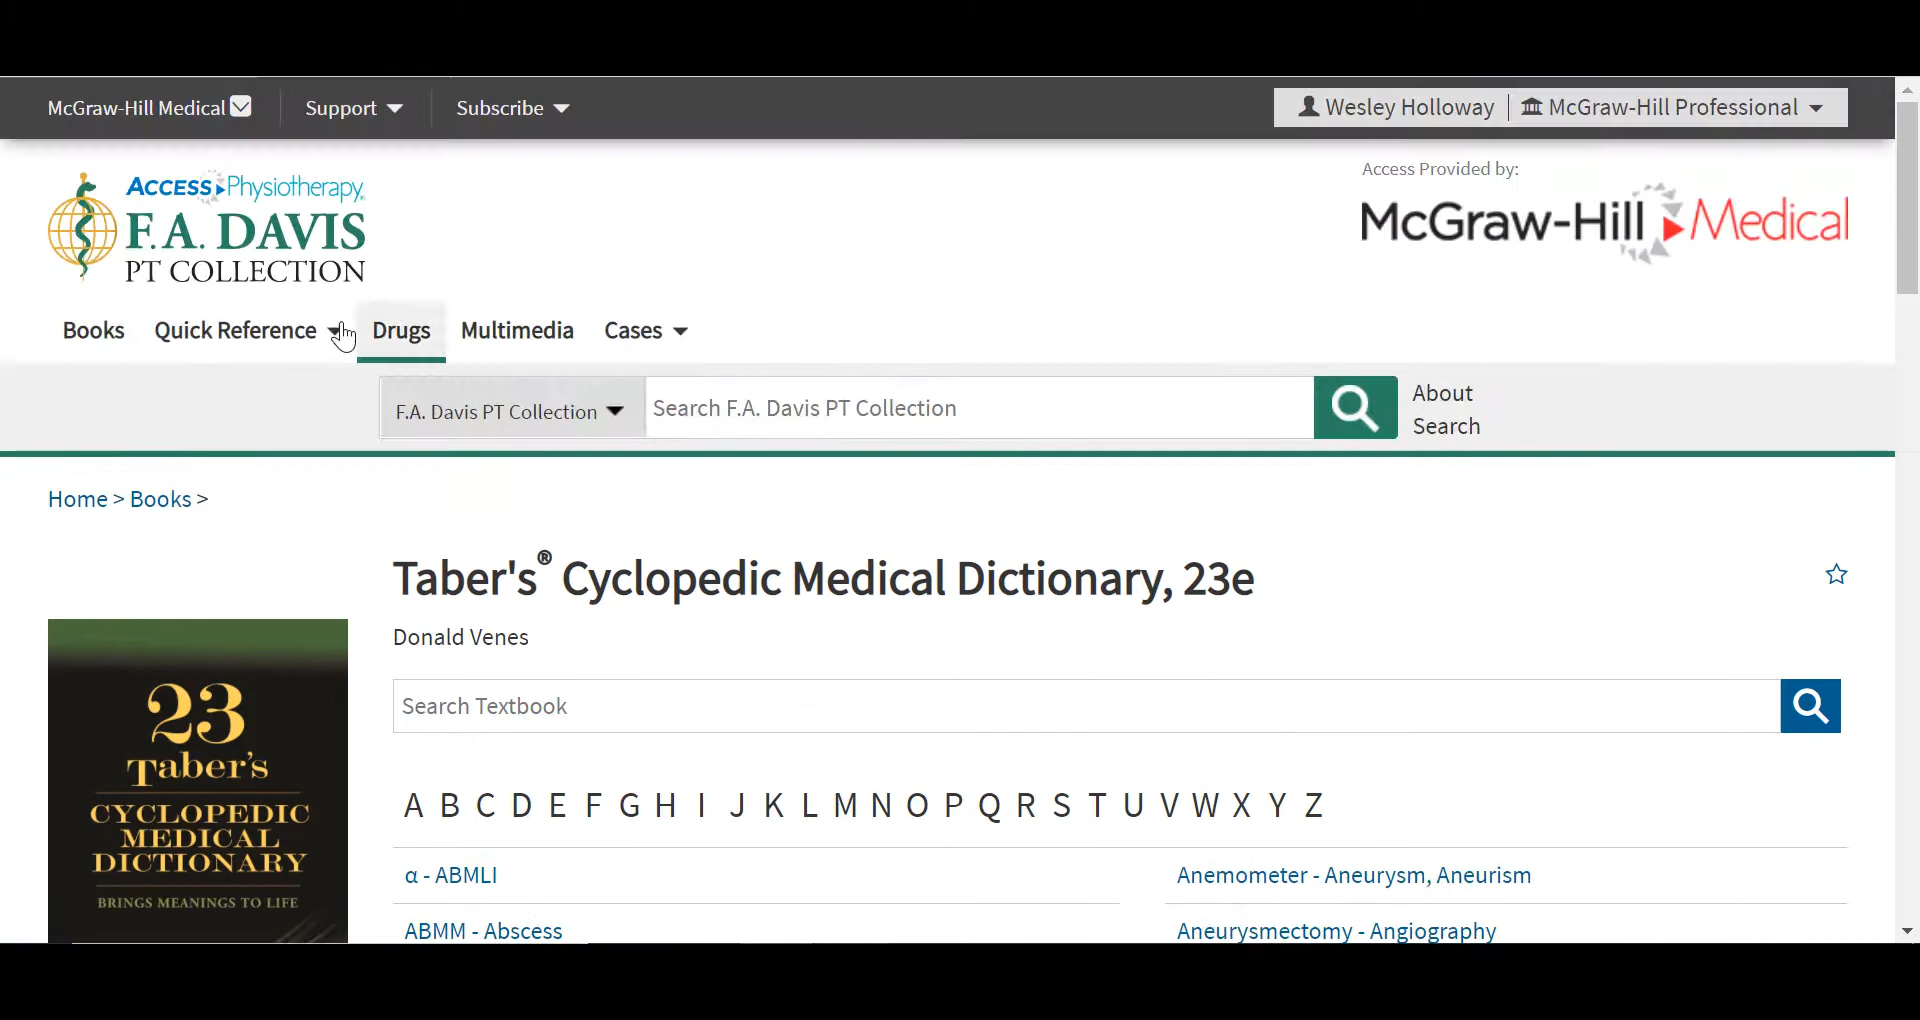 McGraw-Hill Medical Support Subscribe Wesley Holloway McGraw-Hill Professional
Access Provided by:
ACCESS Physiotherapy®
F.A. DAVIS
PT COLLECTION
McGraw-Hill Medical
Books Quick Reference Drugs Multimedia Cases
F.A. Davis PT Collection Search F.A. Davis PT Collection
About
Search
Home > Books >
Taber's® Cyclopedic Medical Dictionary, 23e
Donald Venes
Search Textbook
23
Taber's
CYCLOPEDIC
MEDICAL
DICTIONARY
BRINGS MEANINGS TO LIFE
A B C D E F G H I J K L M N O P Q R S T U V W X Y Z
α - ABMLI
Anemometer - Aneurysm, Aneurism
ABMM - Abscess
Aneurysmectomy - Angiography